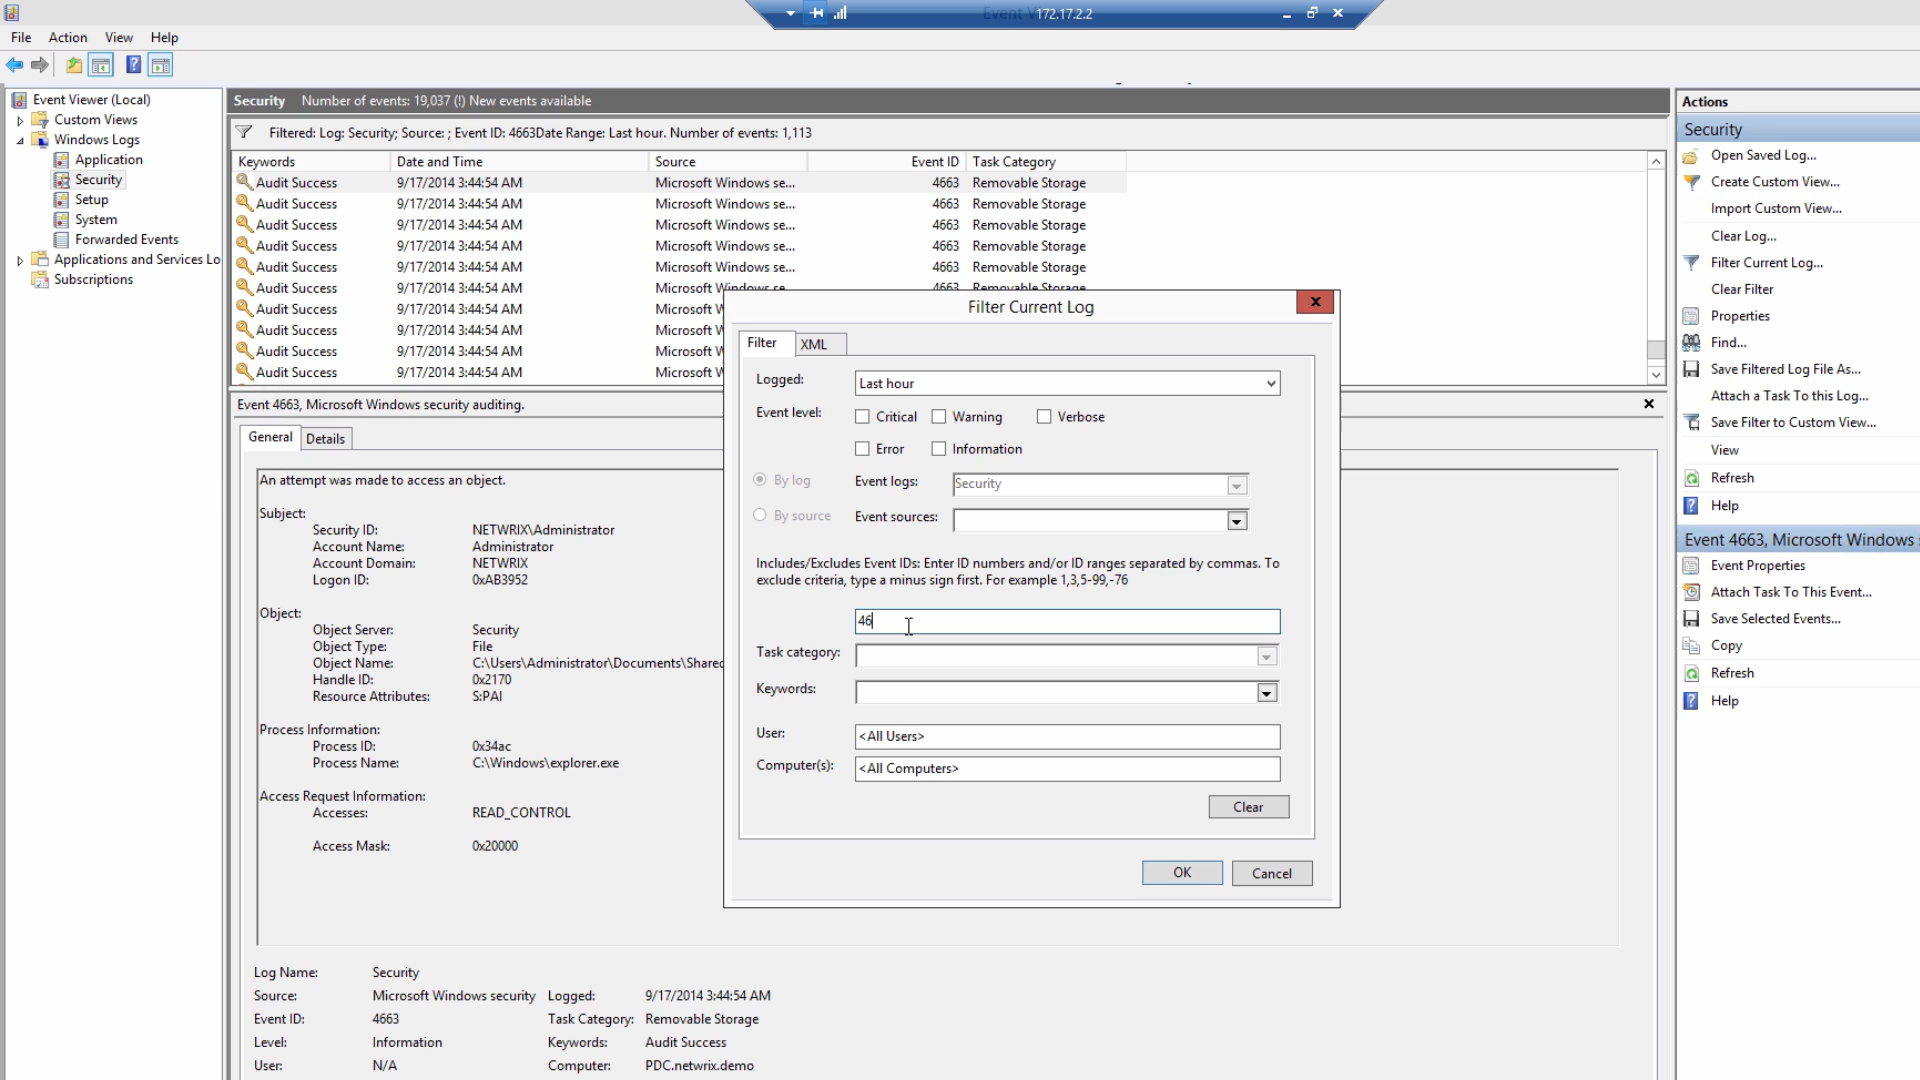 Event V
172.17.2.2
File Action View Help
Event Viewer (Local)
Custom Views
Windows Logs
Application
Security
Setup
System
Forwarded Events
Applications and Services Lo
Subscriptions
Security Number of events: 19,037 (!) New events available
Filtered: Log: Security; Source: ; Event ID: 4663Date Range: Last hour. Number of events: 1,113
Keywords Date and Time Source Event ID Task Category
Audit Success 9/17/2014 3:44:54 AM Microsoft Windows se... 4663 Removable Storage
Audit Success 9/17/2014 3:44:54 AM Microsoft Windows se... 4663 Removable Storage
Audit Success 9/17/2014 3:44:54 AM Microsoft Windows se... 4663 Removable Storage
Audit Success 9/17/2014 3:44:54 AM Microsoft Windows se... 4663 Removable Storage
Audit Success 9/17/2014 3:44:54 AM Microsoft Windows se... 4663 Removable Storage
Audit Success 9/17/2014 3:44:54 AM Microsoft Windows se... 4663 Removable Storage
Audit Success 9/17/2014 3:44:54 AM Microsoft W
Audit Success 9/17/2014 3:44:54 AM Microsoft W
Audit Success 9/17/2014 3:44:54 AM Microsoft W
Audit Success 9/17/2014 3:44:54 AM Microsoft W
Event 4663, Microsoft Windows security auditing.
General Details
An attempt was made to access an object.
Subject:
Security ID: NETWRIX\Administrator
Account Name: Administrator
Account Domain: NETWRIX
Logon ID: 0xAB3952
Object:
Object Server: Security
Object Type: File
Object Name: C:\Users\Administrator\Documents\Shared
Handle ID: 0x2170
Resource Attributes: S:PAI
Process Information:
Process ID: 0x34ac
Process Name: C:\Windows\explorer.exe
Access Request Information:
Accesses: READ_CONTROL
Access Mask: 0x20000
Log Name: Security
Source: Microsoft Windows security Logged: 9/17/2014 3:44:54 AM
Event ID: 4663 Task Category: Removable Storage
Level: Information Keywords: Audit Success
User: N/A Computer: PDC.netwrix.demo
Filter Current Log
Filter XML
Logged: Last hour
Event level: Critical Warning Verbose
Error Information
By log Event logs: Security
By source Event sources:
Includes/Excludes Event IDs: Enter ID numbers and/or ID ranges separated by commas. To
exclude criteria, type a minus sign first. For example 1,3,5-99,-76
46
Task category:
Keywords:
User: <All Users>
Computer(s): <All Computers>
Clear
OK Cancel
Actions
Security
Open Saved Log...
Create Custom View...
Import Custom View...
Clear Log...
Filter Current Log...
Clear Filter
Properties
Find...
Save Filtered Log File As...
Attach a Task To this Log...
Save Filter to Custom View...
View
Refresh
Help
Event 4663, Microsoft Windows s
Event Properties
Attach Task To This Event...
Save Selected Events...
Copy
Refresh
Help